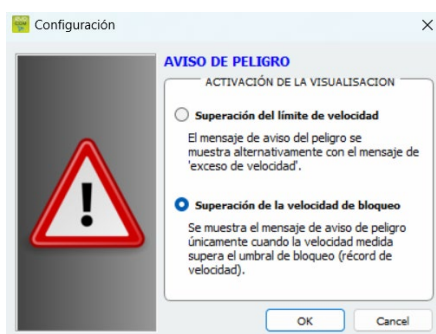 Configuración
AVISO DE PELIGRO
ACTIVACIÓN DE LA VISUALISACION
Superación del límite de velocidad
El mensaje de aviso del peligro se
muestra alternativamente con el mensaje de
'exceso de velocidad'.
Superación de la velocidad de bloqueo
Se muestra el mensaje de aviso de peligro
únicamente cuando la velocidad medida
supera el umbral de bloqueo (récord de
velocidad).
OK
Cancel